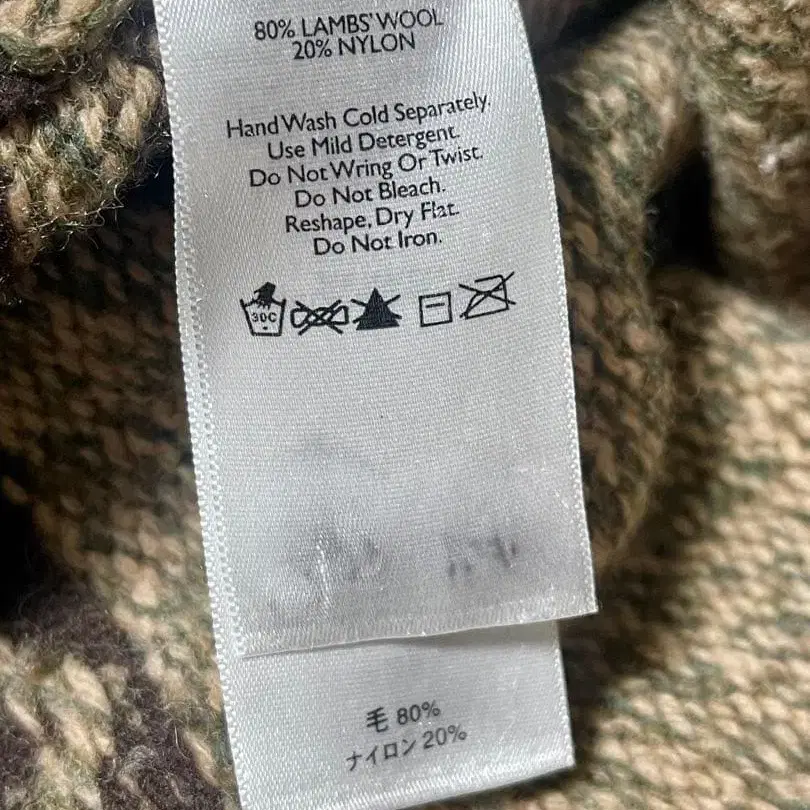 80% LAMBS' WOOL
20% NYLON
Hand Wash Cold Separately.
Use Mild Detergent.
Do Not Wring Or Twist.
Do Not Bleach.
Reshape, Dry Flat.
Do Not Iron.
30C
毛 80%
ナイロン 20%